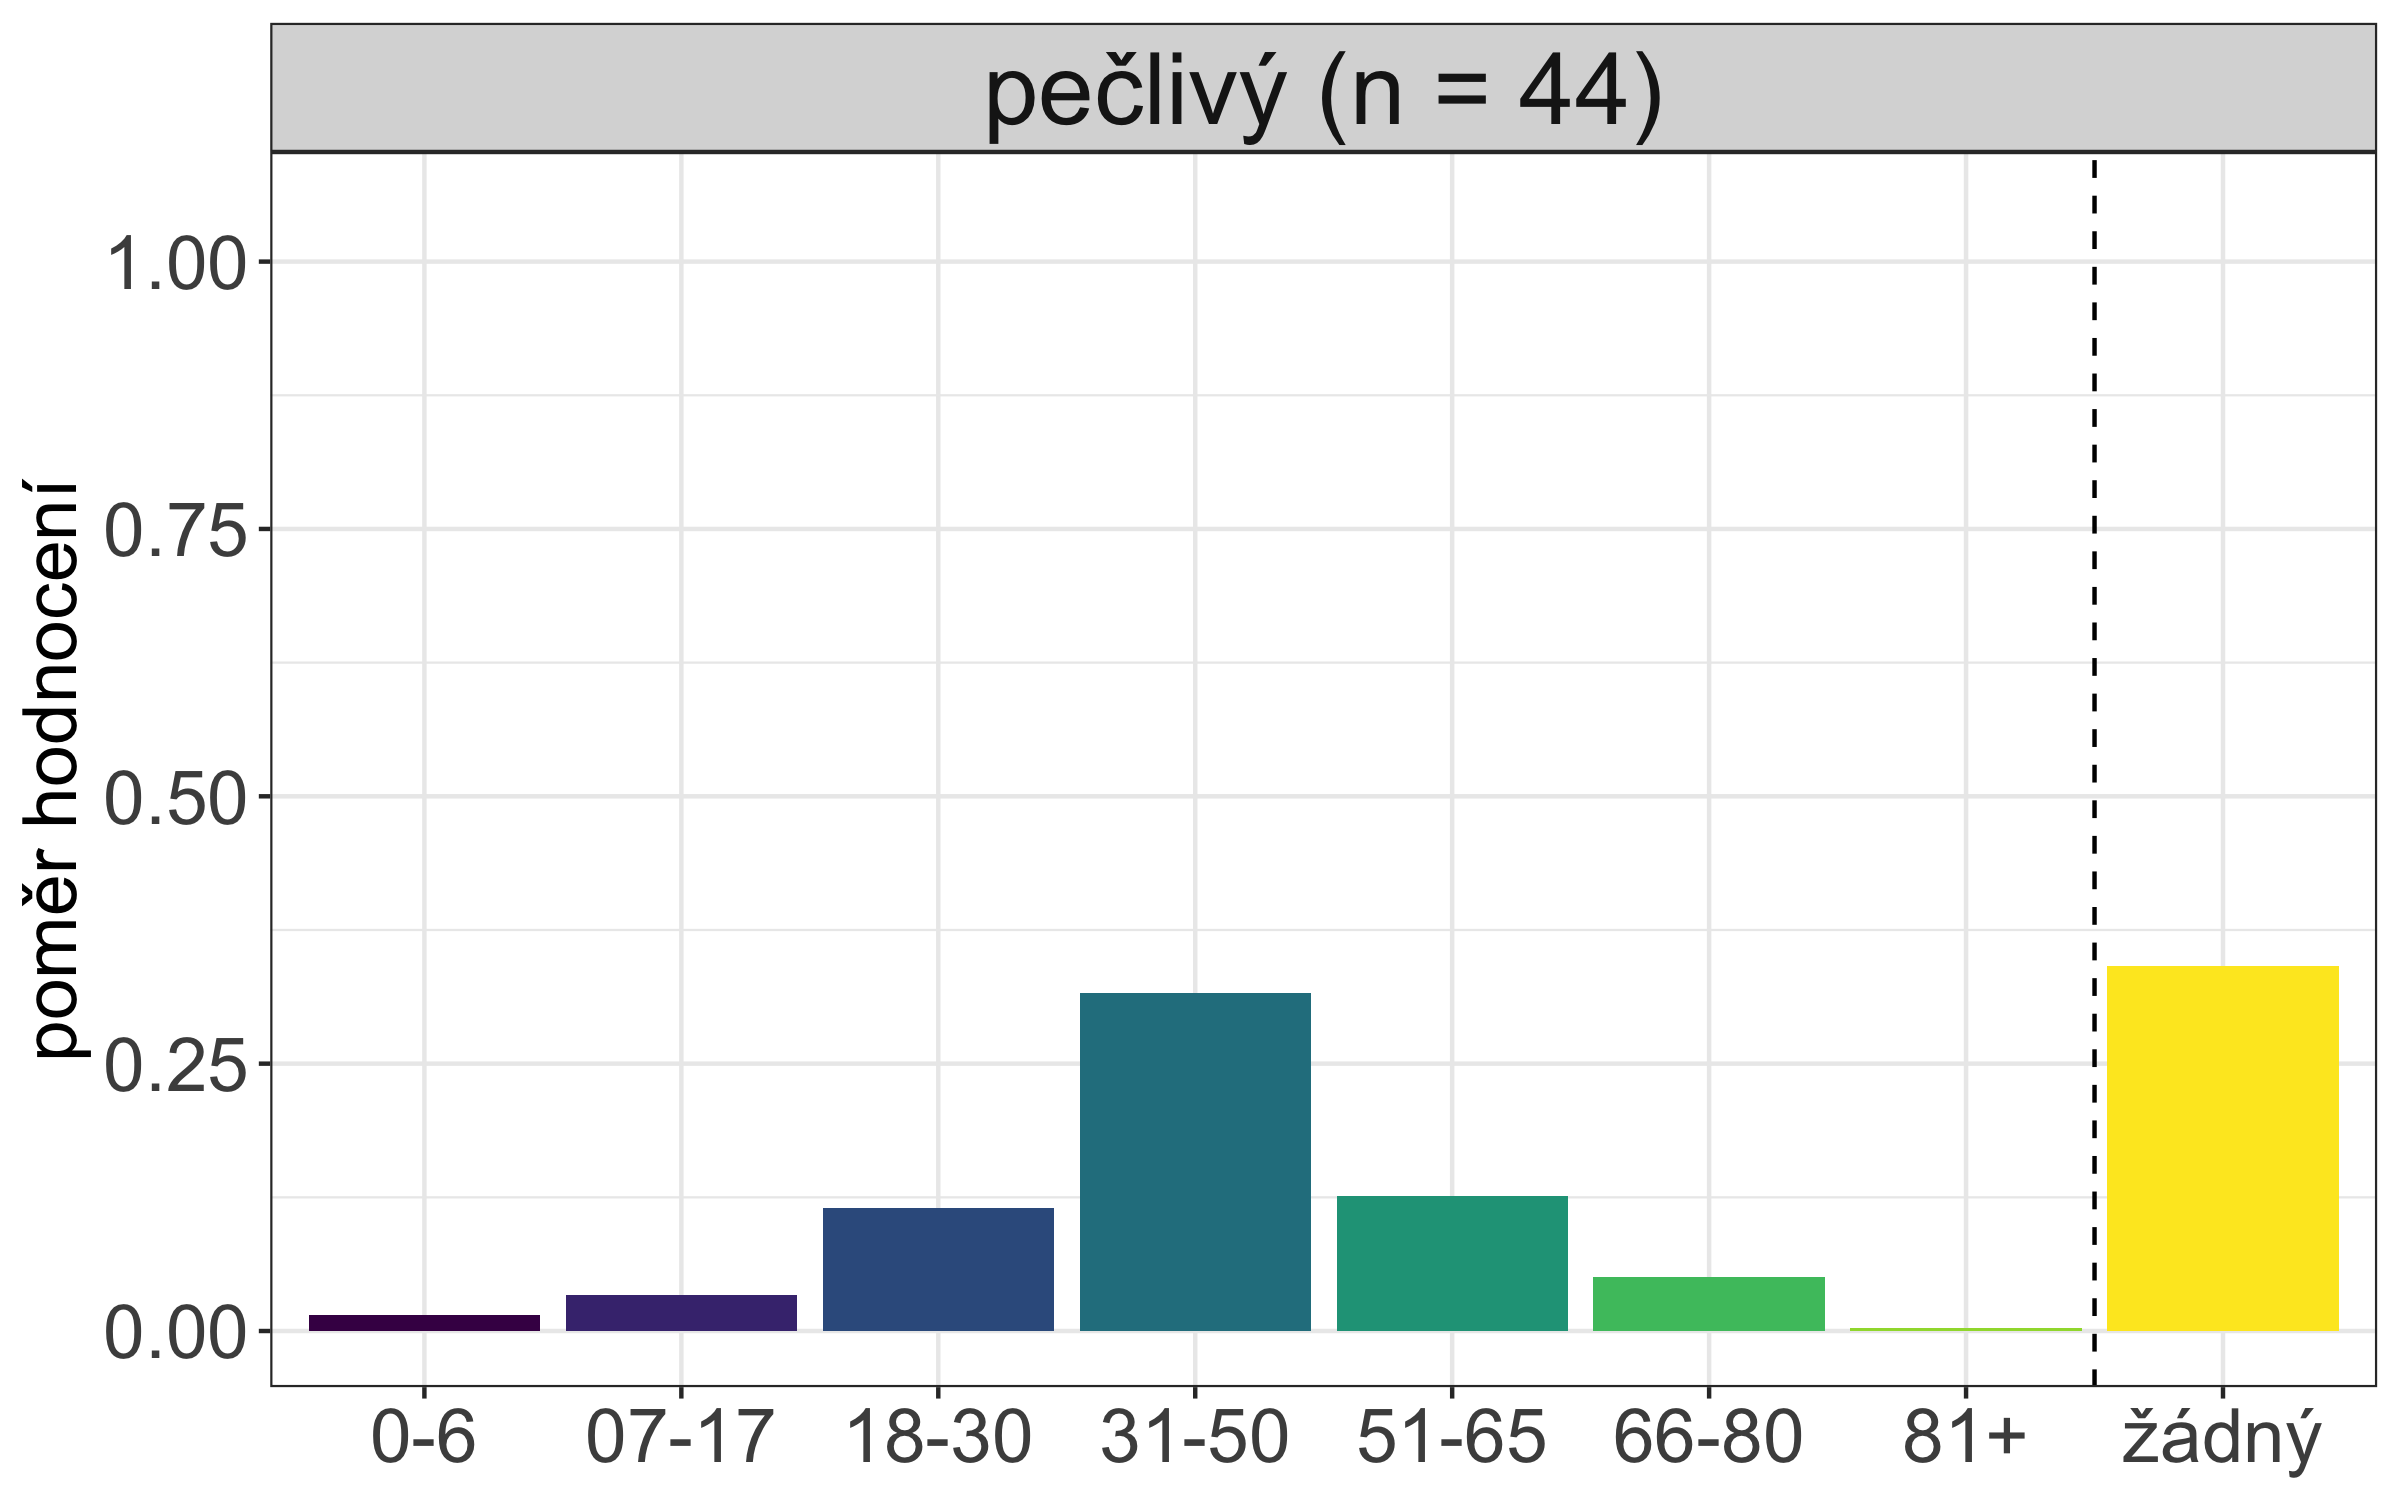 pečlivý (n = 44)
poměr hodnocení
1.00
0.75
0.50
0.25
0.00
0-6 07-17 18-30 31-50 51-65 66-80 81+ žádný